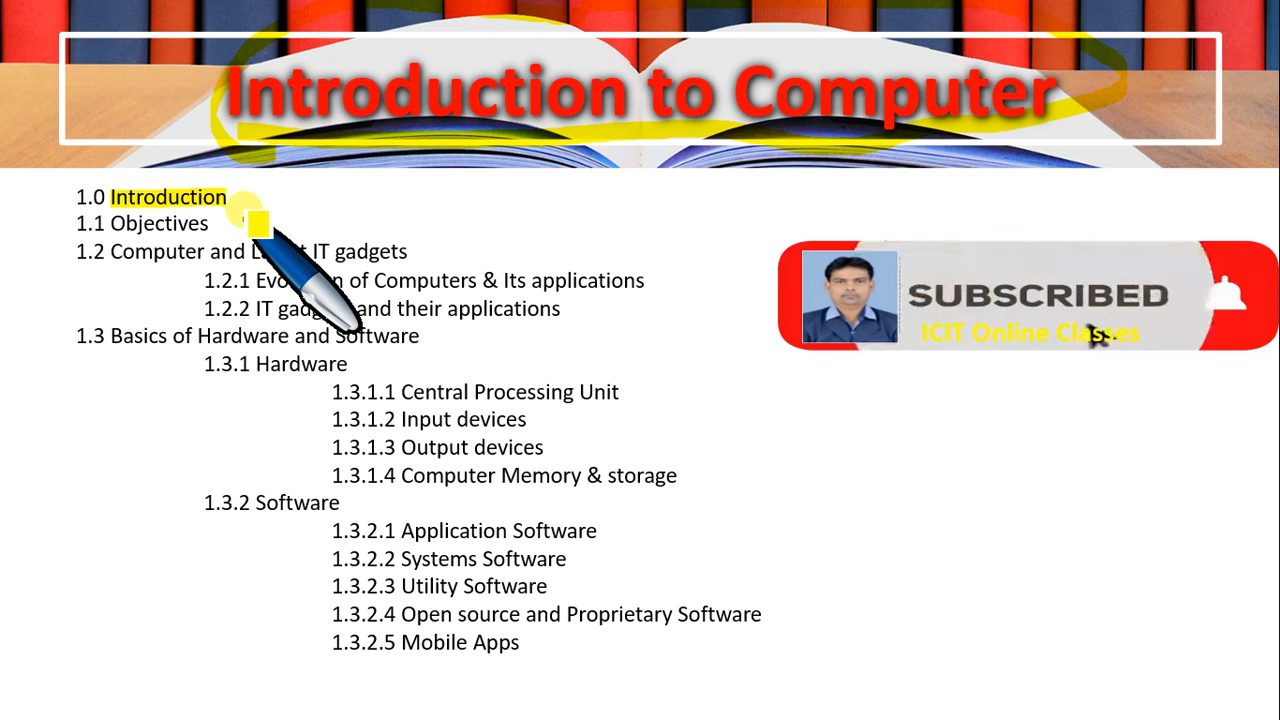 Introduction to Computer
1.0 Introduction
1.1 Objectives
1.2 Computer and IT gadgets
1.2.1 of Computers & Its applications
1.2.2 IT and their applications
1.3 Basics of Hardware and Software
1.3.1 Hardware
1.3.1.1 Central Processing Unit
1.3.1.2 Input devices
1.3.1.3 Output devices
1.3.1.4 Computer Memory & storage
1.3.2 Software
1.3.2.1 Application Software
1.3.2.2 Systems Software
1.3.2.3 Utility Software
1.3.2.4 Open source and Proprietary Software
1.3.2.5 Mobile Apps
SUBSCRIBED
ICIT Online Classes